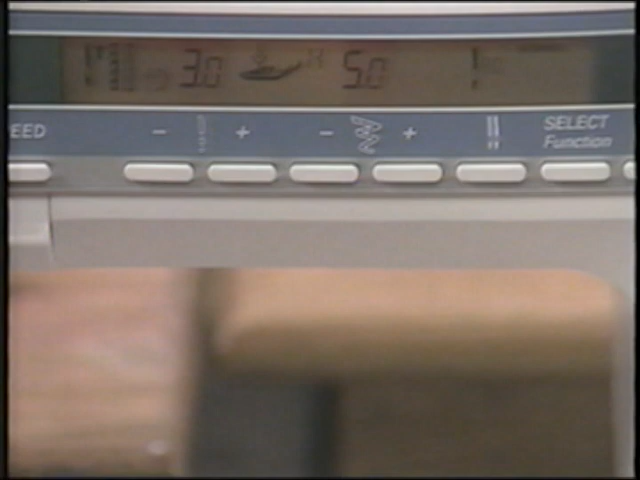 3.0 5.0
EED - + - + SELECT
Function